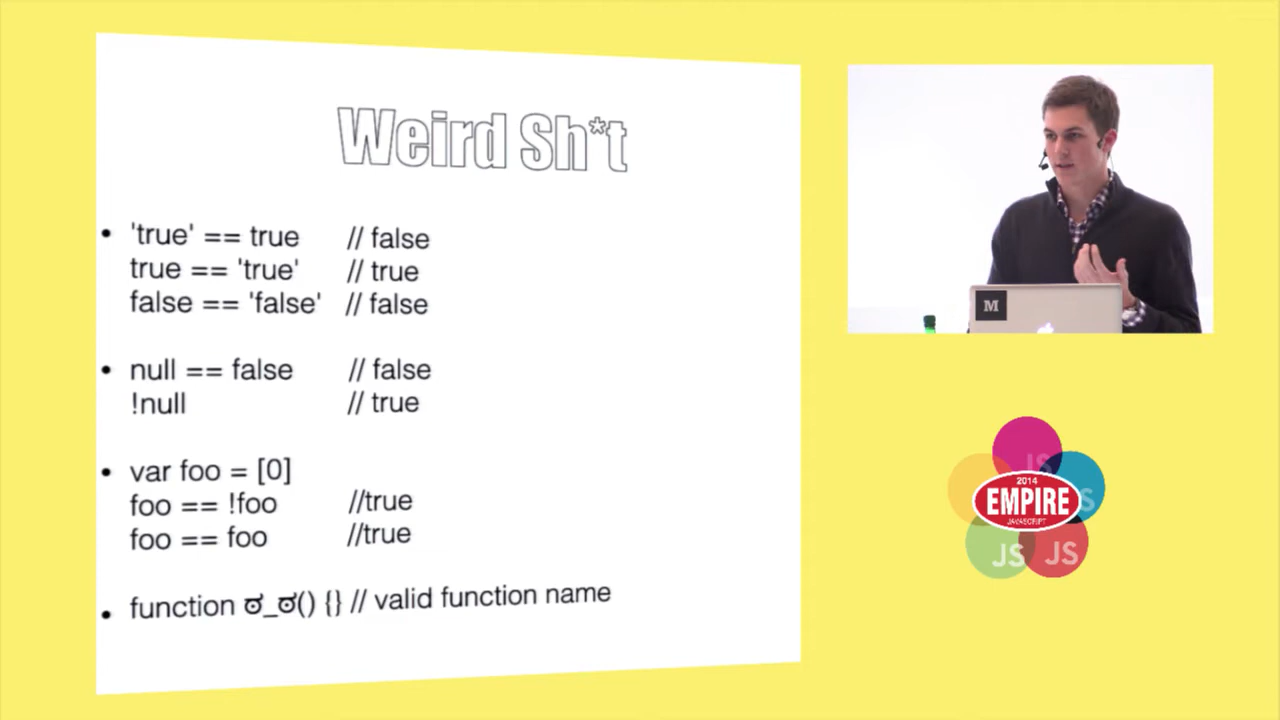 Weird Sh*t
• 'true' == true // false
true == 'true' // true
false == 'false' // false
• null == false // false
!null // true
• var foo = [0]
foo == !foo //true
foo == foo //true
• function ಠ_ಠ() {} // valid function name
M
JS
JS
2014
EMPIRE
JAVASCRIPT
JS
JS